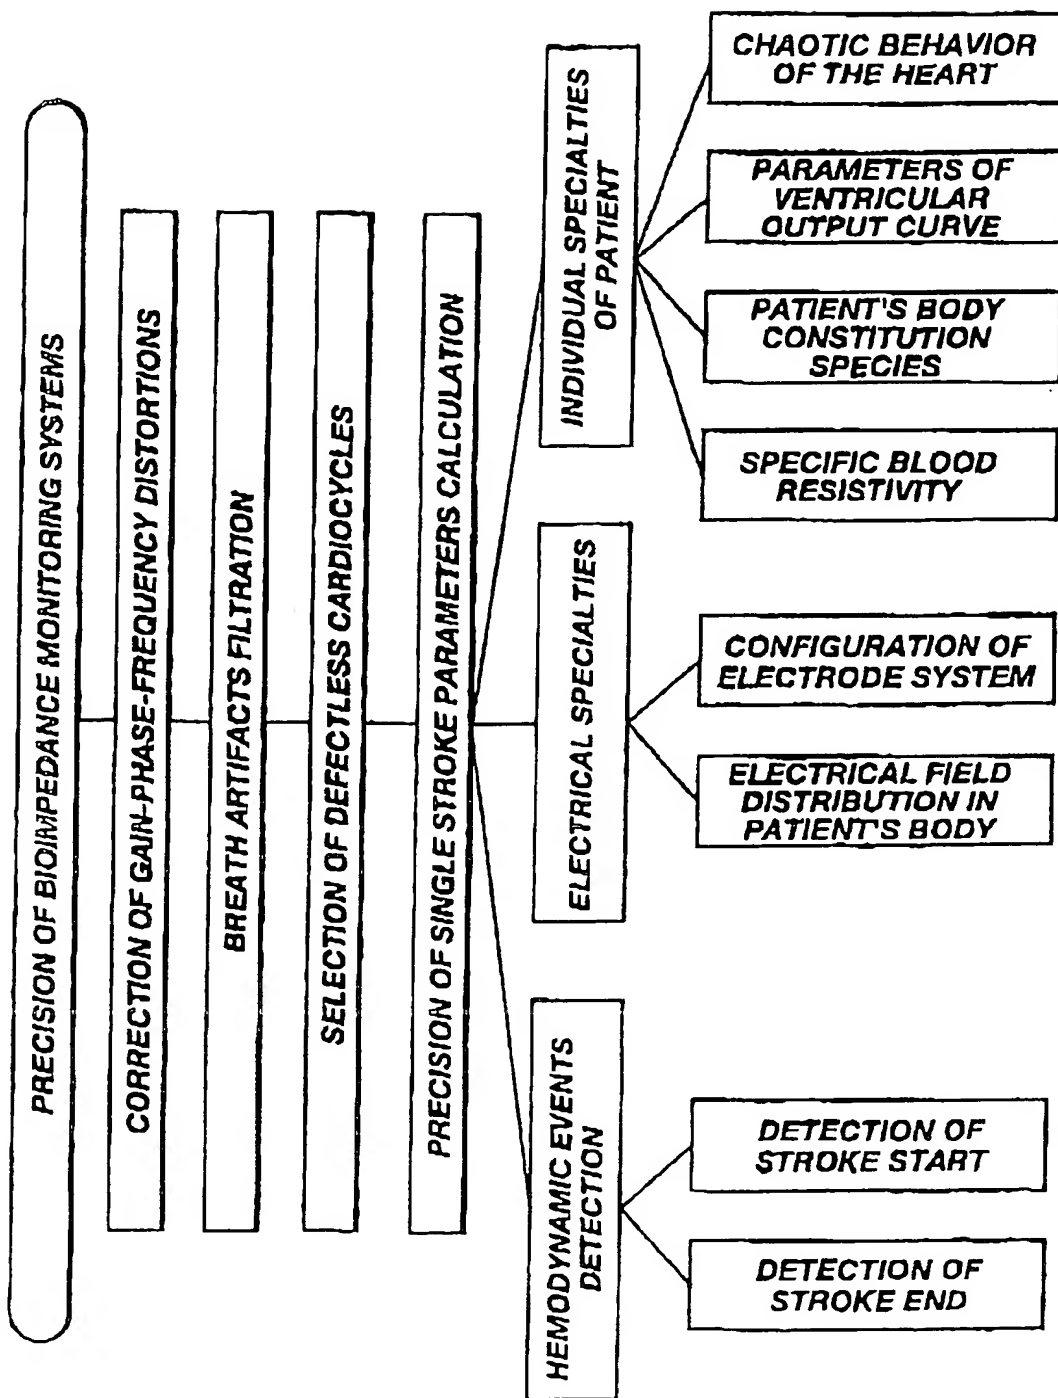 PRECISION OF BIOIMPEDANCE MONITORING SYSTEMS
CORRECTION OF GAIN-PHASE-FREQUENCY DISTORTIONS
BREATH ARTIFACTS FILTRATION
SELECTION OF DEFECTLESS CARDIOCYCLES
PRECISION OF SINGLE STROKE PARAMETERS CALCULATION
INDIVIDUAL SPECIALTIES
OF PATIENT
CHAOTIC BEHAVIOR
OF THE HEART
PARAMETERS OF
VENTRICULAR
OUTPUT CURVE
PATIENT'S BODY
CONSTITUTION
SPECIES
SPECIFIC BLOOD
RESISTIVITY
ELECTRICAL SPECIALTIES
CONFIGURATION OF
ELECTRODE SYSTEM
ELECTRICAL FIELD
DISTRIBUTION IN
PATIENT'S BODY
HEMODYNAMIC EVENTS
DETECTION
DETECTION OF
STROKE START
DETECTION OF
STROKE END